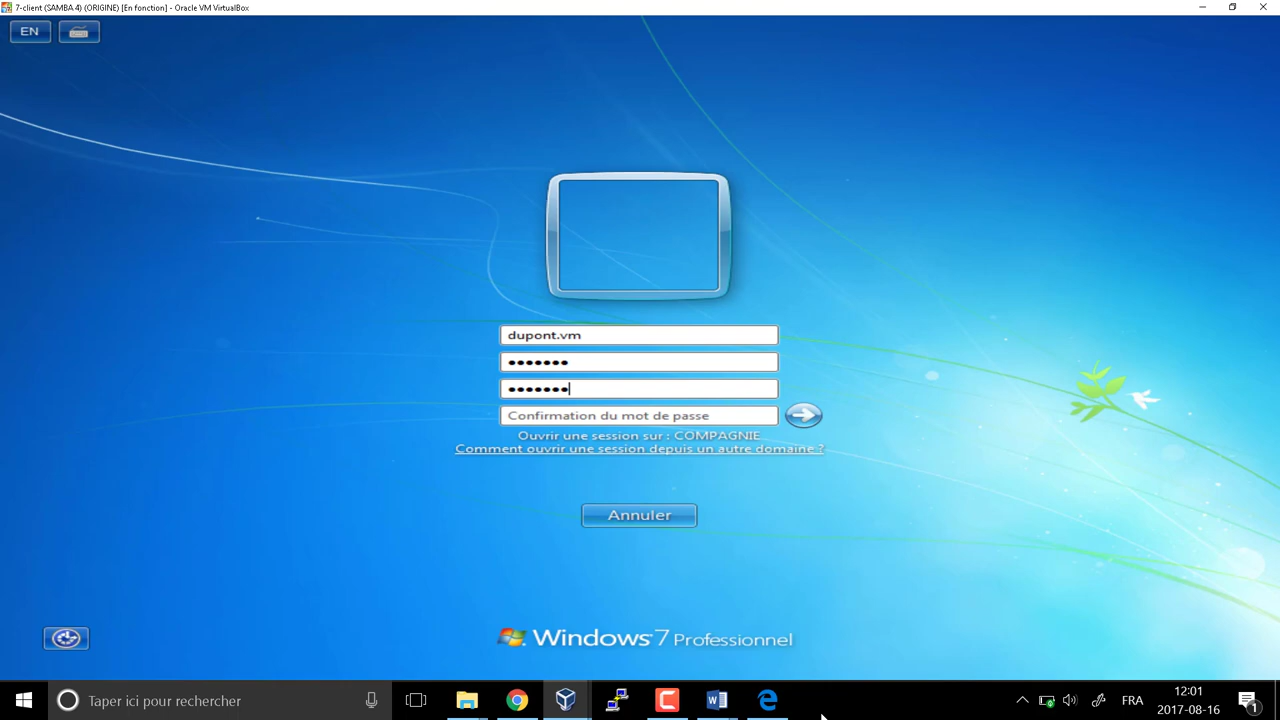 7-client (SAMBA 4) (ORIGINE) [En fonction] - Oracle VM VirtualBox
EN
dupont.vm
•••••••
•••••••
Confirmation du mot de passe
Ouvrir une session sur : COMPAGNIE
Comment ouvrir une session depuis un autre domaine ?
Annuler
Windows 7 Professionnel
Taper ici pour rechercher
FRA
12:01
2017-08-16
1